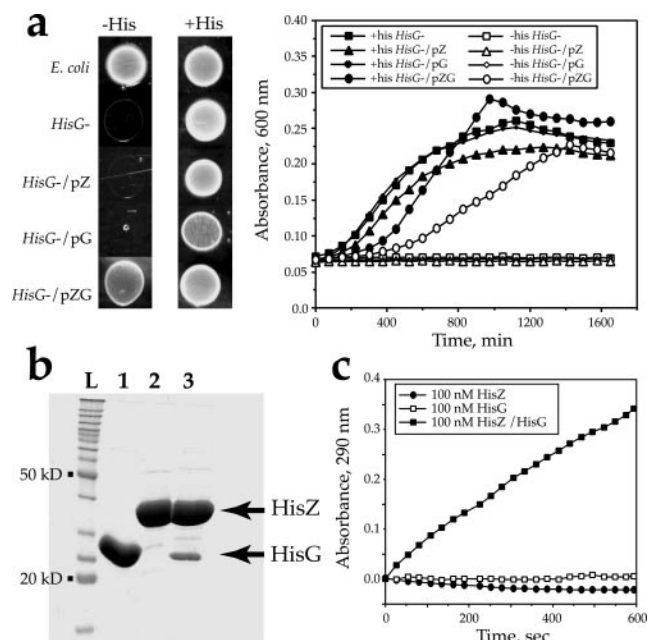 a
-His
+His
E. coli
HisG-
HisG-/pZ
HisG-/pG
HisG-/pZG
Absorbance, 600 nm
0.40
0.35
0.30
0.25
0.20
0.15
0.10
0.05
0.00
+his HisG-
+his HisG-/pZ
+his HisG-/pG
+his HisG-/pZG
-his HisG-
-his HisG-/pZ
-his HisG-/pG
-his HisG-/pZG
0 400 800 1200 1600
Time, min
b
L 1 2 3
50 kD
20 kD
HisZ
HisG
c
Absorbance, 290 nm
0.4
0.3
0.2
0.1
0.0
100 nM HisZ
100 nM HisG
100 nM HisZ /HisG
0 100 200 300 400 500 600
Time, sec